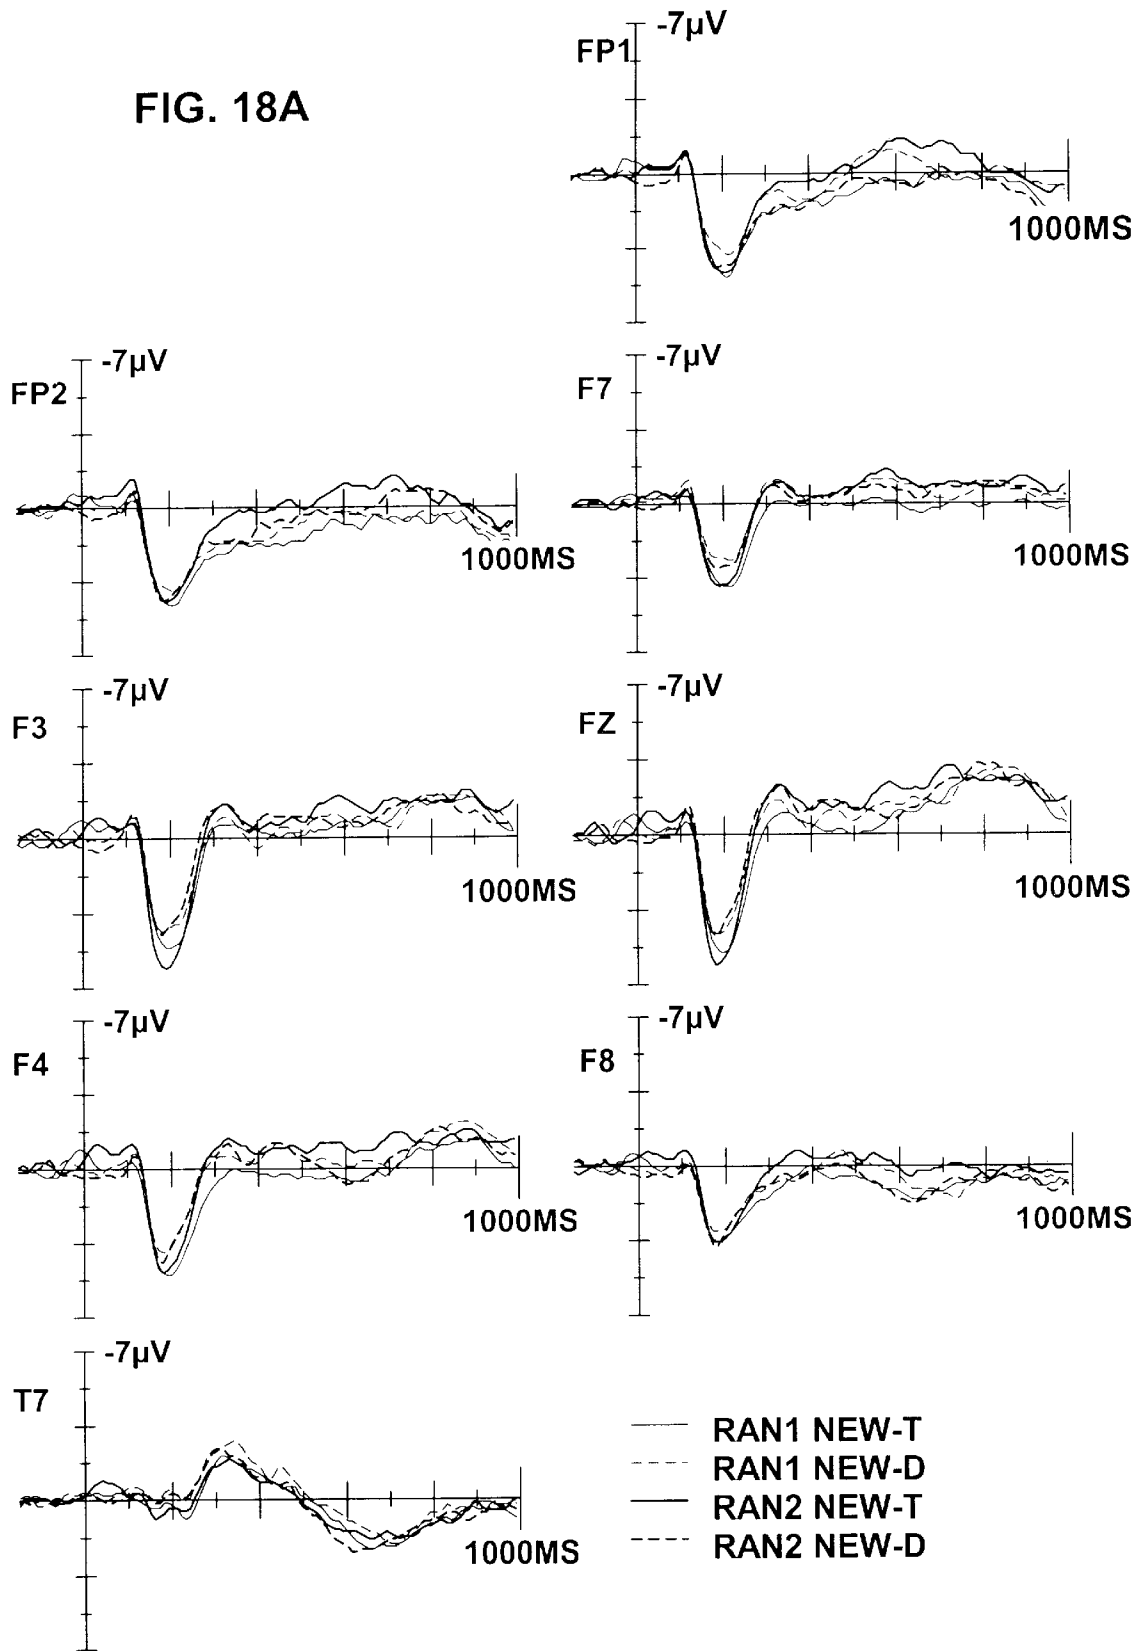 FIG. 18A
-7µV
FP1
1000MS
-7µV
FP2
1000MS
-7µV
F7
1000MS
-7µV
F3
1000MS
-7µV
FZ
1000MS
-7µV
F4
1000MS
-7µV
F8
1000MS
-7µV
T7
1000MS
RAN1 NEW-T
RAN1 NEW-D
RAN2 NEW-T
RAN2 NEW-D